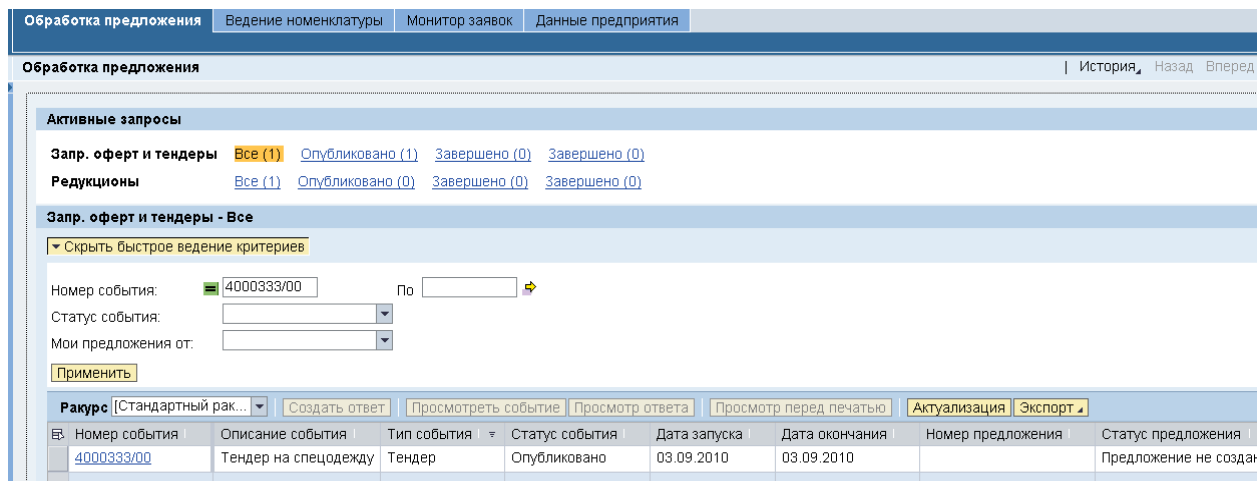 Обработка предложения Ведение номенклатуры Монитор заявок Данные предприятия
Обработка предложения | История Назад Вперед
Активные запросы
Запр. оферт и тендеры Все (1) Опубликовано (1) Завершено (0) Завершено (0)
Редукционы Все (1) Опубликовано (0) Завершено (0) Завершено (0)
Запр. оферт и тендеры - Все
Скрыть быстрое ведение критериев
Номер события: 4000333/00 По
Статус события:
Мои предложения от:
Применить
Ракурс [Стандартный рак... Создать ответ Просмотреть событие Просмотр ответа Просмотр перед печатью Актуализация Экспорт
Номер события Описание события Тип события Статус события Дата запуска Дата окончания Номер предложения Статус предложения
4000333/00 Тендер на спецодежду Тендер Опубликовано 03.09.2010 03.09.2010 Предложение не создан